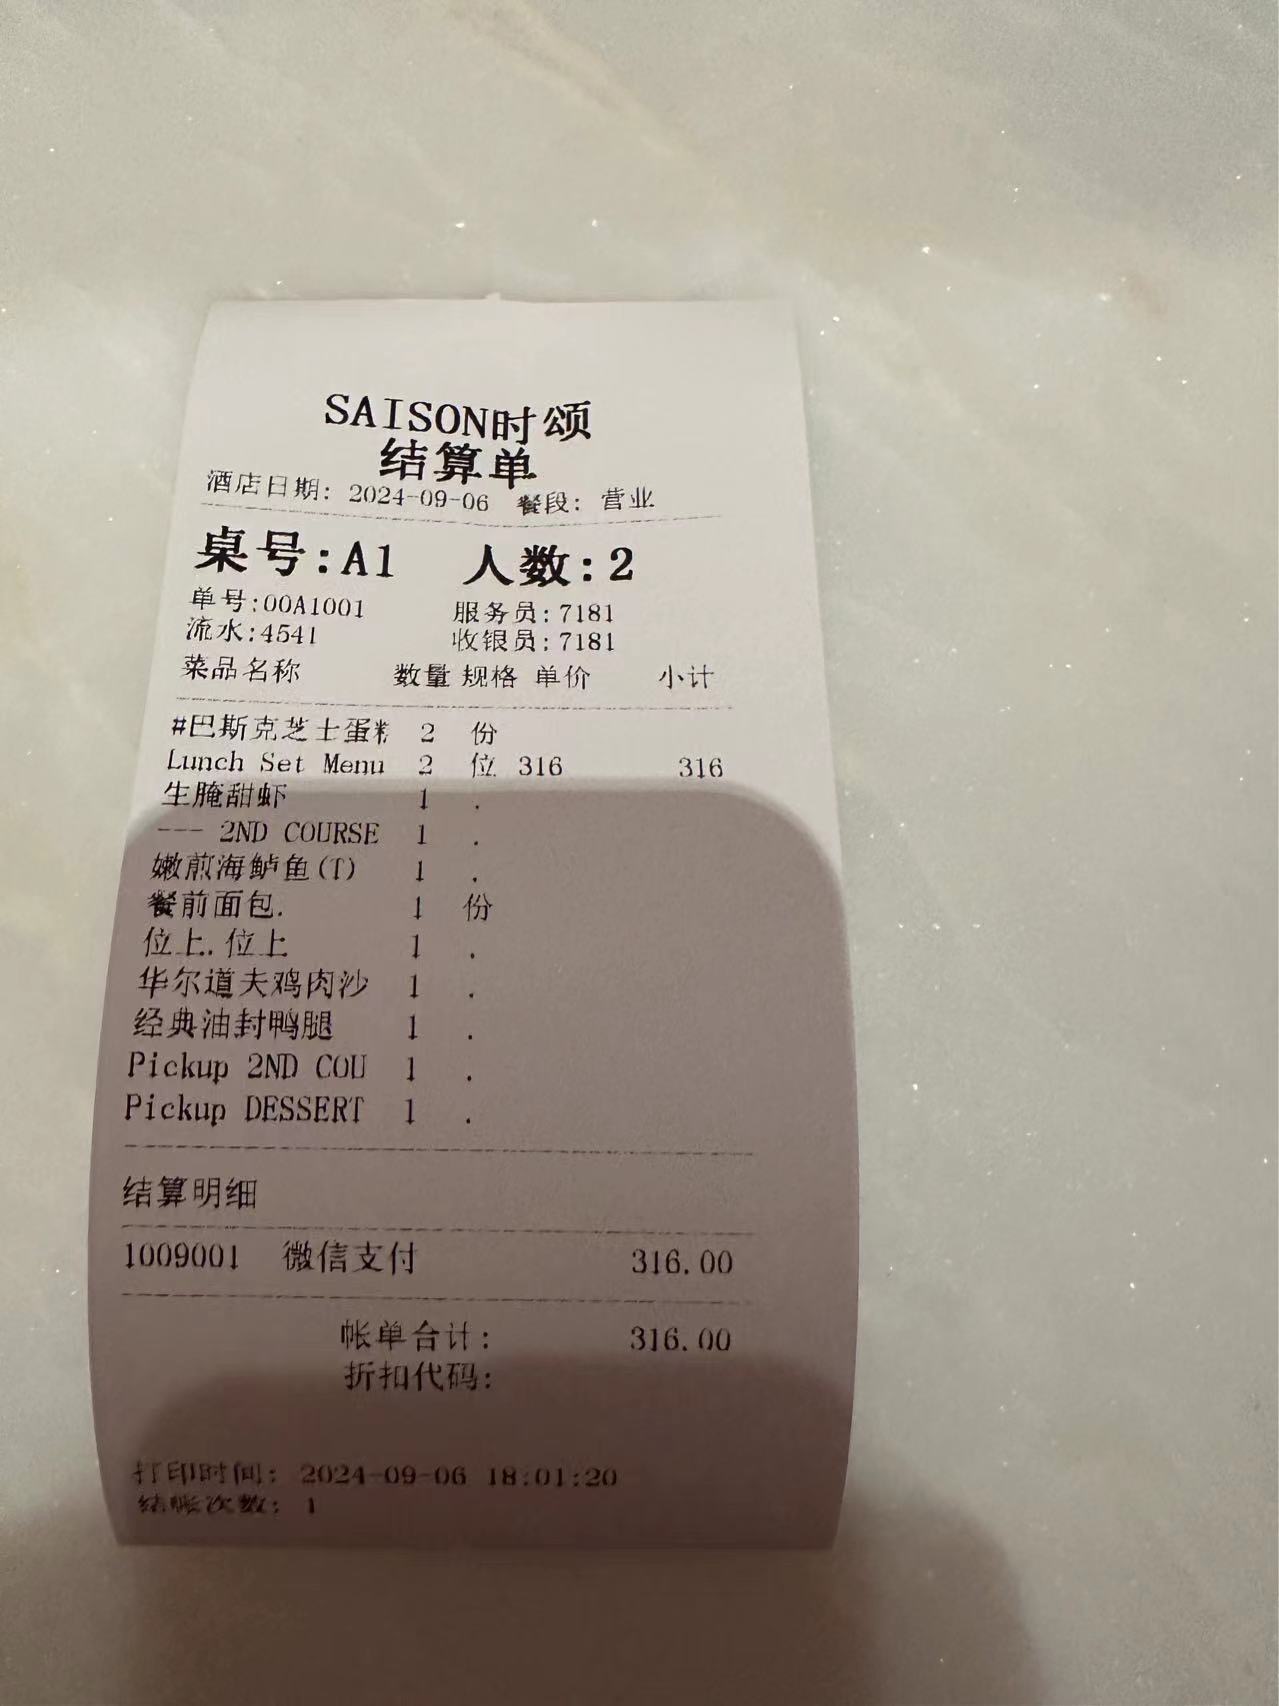 SAISON时颂
结算单
酒店日期: 2024-09-06 餐段: 营业
桌号:A1 人数:2
单号:00A1001 服务员:7181
流水:4541 收银员:7181
菜品名称 数量 规格 单价 小计
#巴斯克芝士蛋糕 2 份
Lunch Set Menu 2 位 316 316
生腌甜虾 1 .
--- 2ND COURSE 1 .
嫩煎海鲈鱼(T) 1 .
餐前面包. 1 份
位上.位上 1 .
华尔道夫鸡肉沙 1 .
经典油封鸭腿 1 .
Pickup 2ND COU 1 .
Pickup DESSERT 1 .
结算明细
1009001 微信支付 316.00
帐单合计: 316.00
折扣代码:
打印时间: 2024-09-06 18:01:20
结帐次数: 1